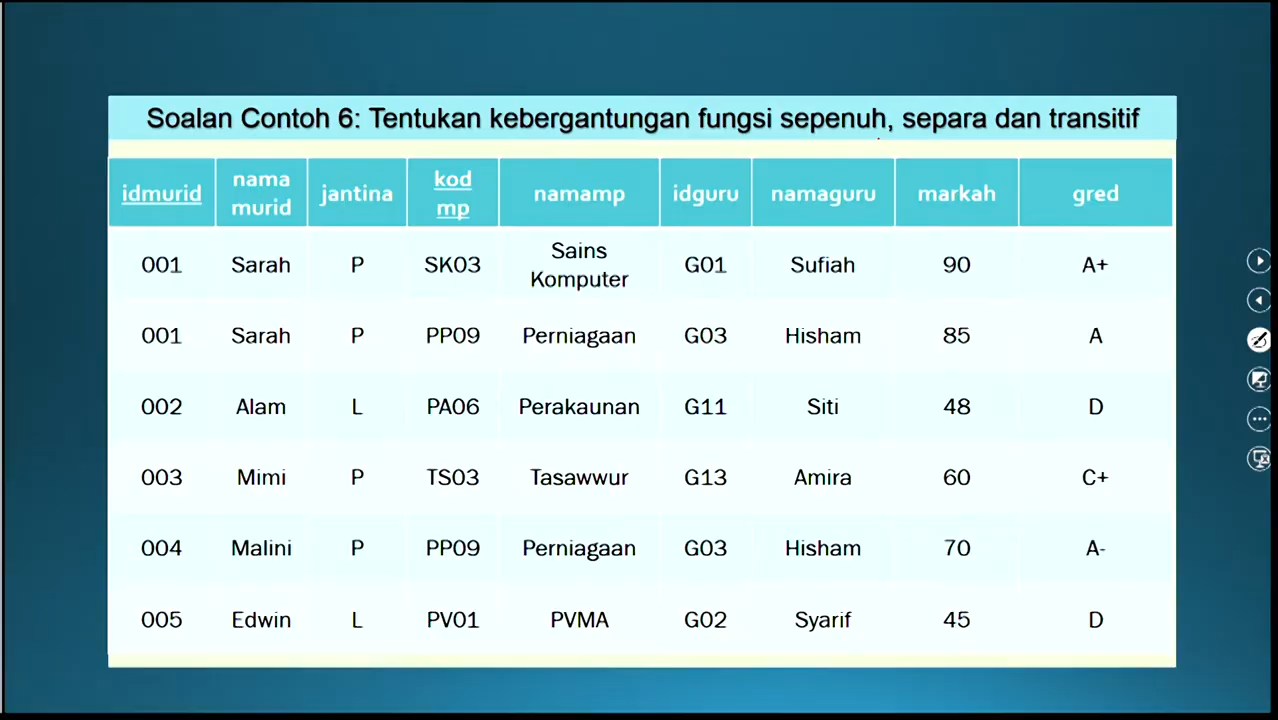 Soalan Contoh 6: Tentukan kebergantungan fungsi sepenuh, separa dan transitif
idmurid nama murid jantina kod mp namamp idguru namaguru markah gred
001 Sarah P SK03 Sains Komputer G01 Sufiah 90 A+
001 Sarah P PP09 Perniagaan G03 Hisham 85 A
002 Alam L PA06 Perakaunan G11 Siti 48 D
003 Mimi P TS03 Tasawwur G13 Amira 60 C+
004 Malini P PP09 Perniagaan G03 Hisham 70 A-
005 Edwin L PV01 PVMA G02 Syarif 45 D